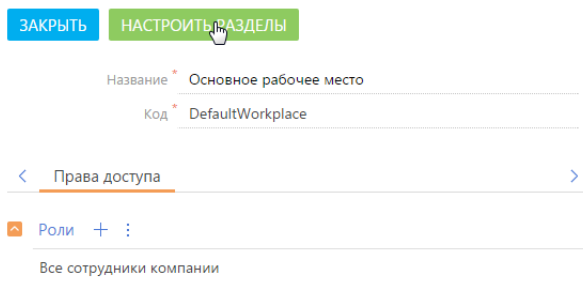 ЗАКРЫТЬ НАСТРОИТЬ РАЗДЕЛЫ
Название * Основное рабочее место
Код * DefaultWorkplace
Права доступа
Роли
Все сотрудники компании